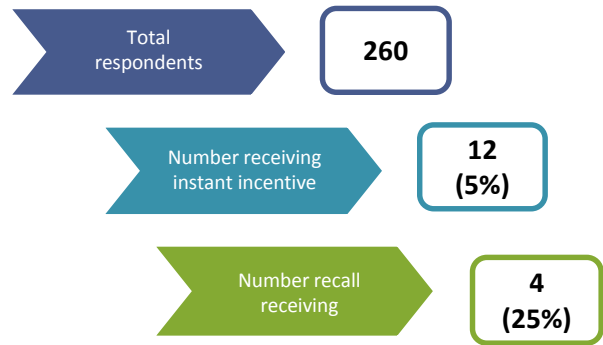 Total
respondents
260
Number receiving
instant incentive
12
(5%)
Number recall
receiving
4
(25%)